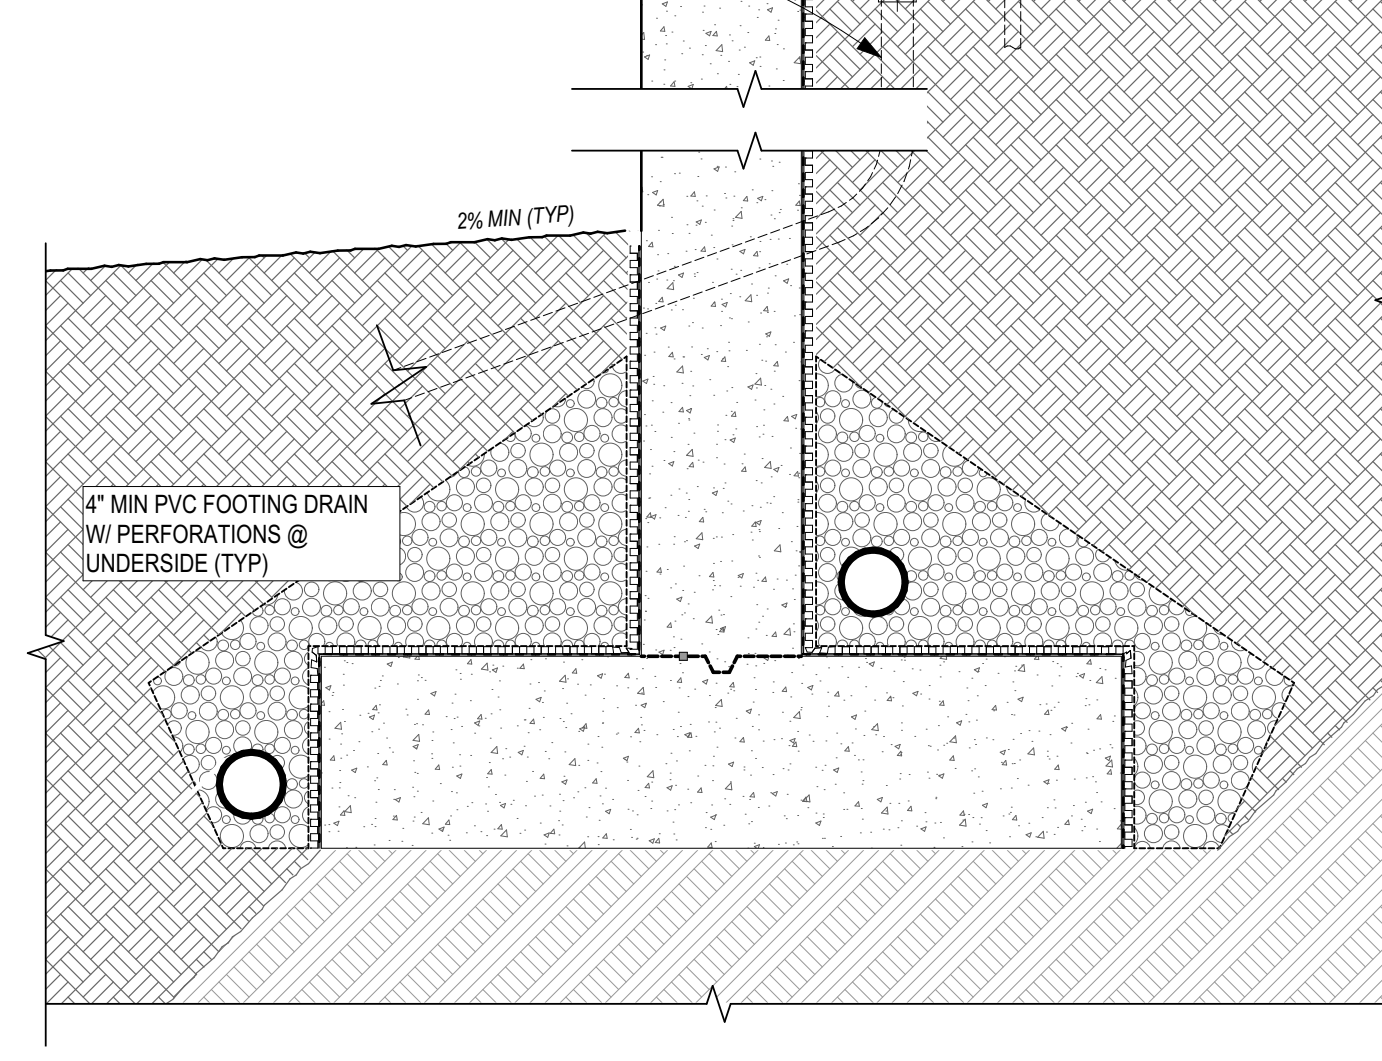 2% MIN (TYP)
4" MIN PVC FOOTING DRAIN
W/ PERFORATIONS @
UNDERSIDE (TYP)